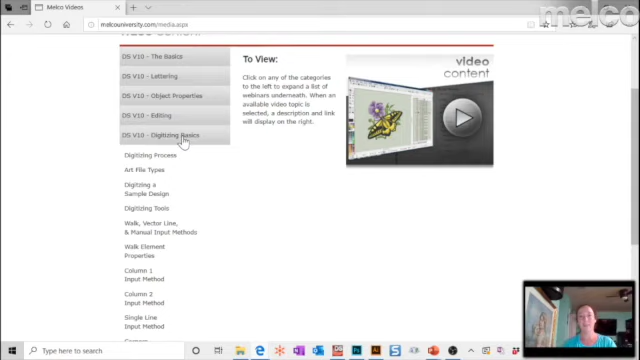 Melco Videos
melco
melcouniversity.com/media.acpx
DS V10 - The Basics
DS V10 - Lettering
DS V10 - Object Properties
DS V10 - Editing
DS V10 - Digitizing Basics
Digitizing Process
Art File Types
Digitizing a
Sample Design
Digitizing Tools
Walk, Vector Line,
& Manual Input Methods
Walk Element
Properties
Column 1
Input Method
Column 2
Input Method
Single Line
Input Method
To View:
Click on any of the categories
to the left to expand a list of
webinars underneath. When an
available video topic is
selected, a description and link
will display on the right.
video
content
Type here to search